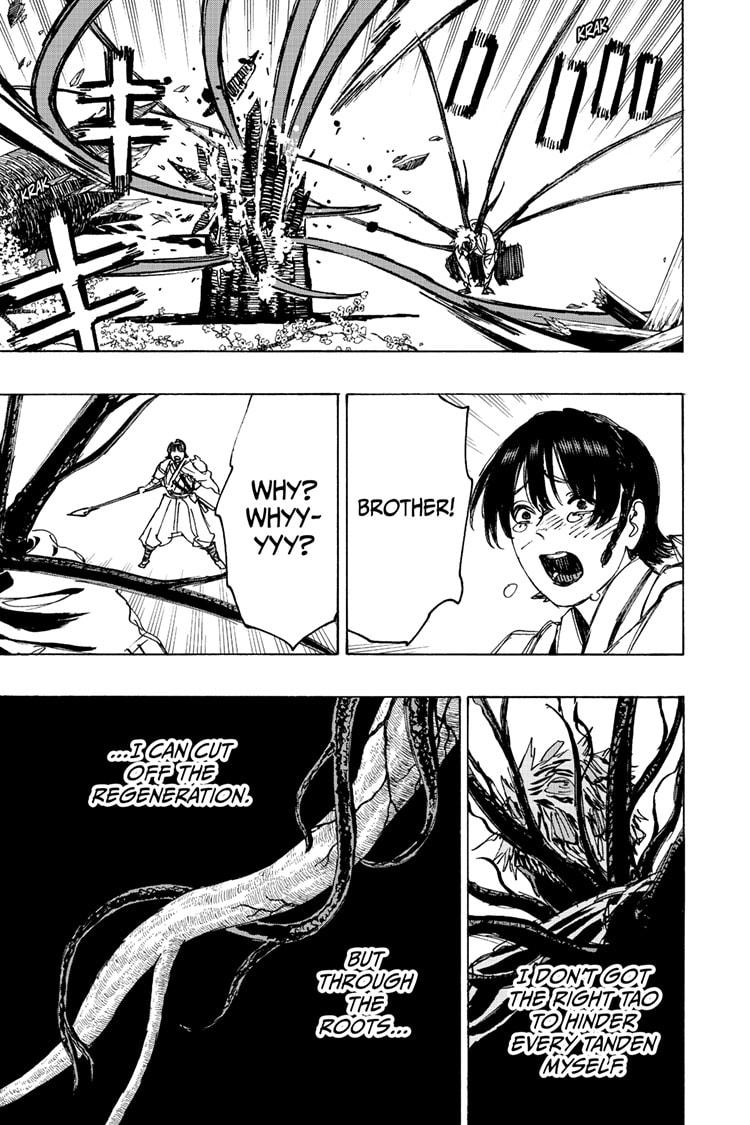 KRAK
KRAK
KRAK
BROTHER!
WHY?
WHYY-
YYY?
I DON'T GOT
THE RIGHT TAO
TO HINDER
EVERY TANDEN
MYSELF.
BUT
THROUGH
THE
ROOTS...
...I CAN CUT
OFF THE
REGENERATION.